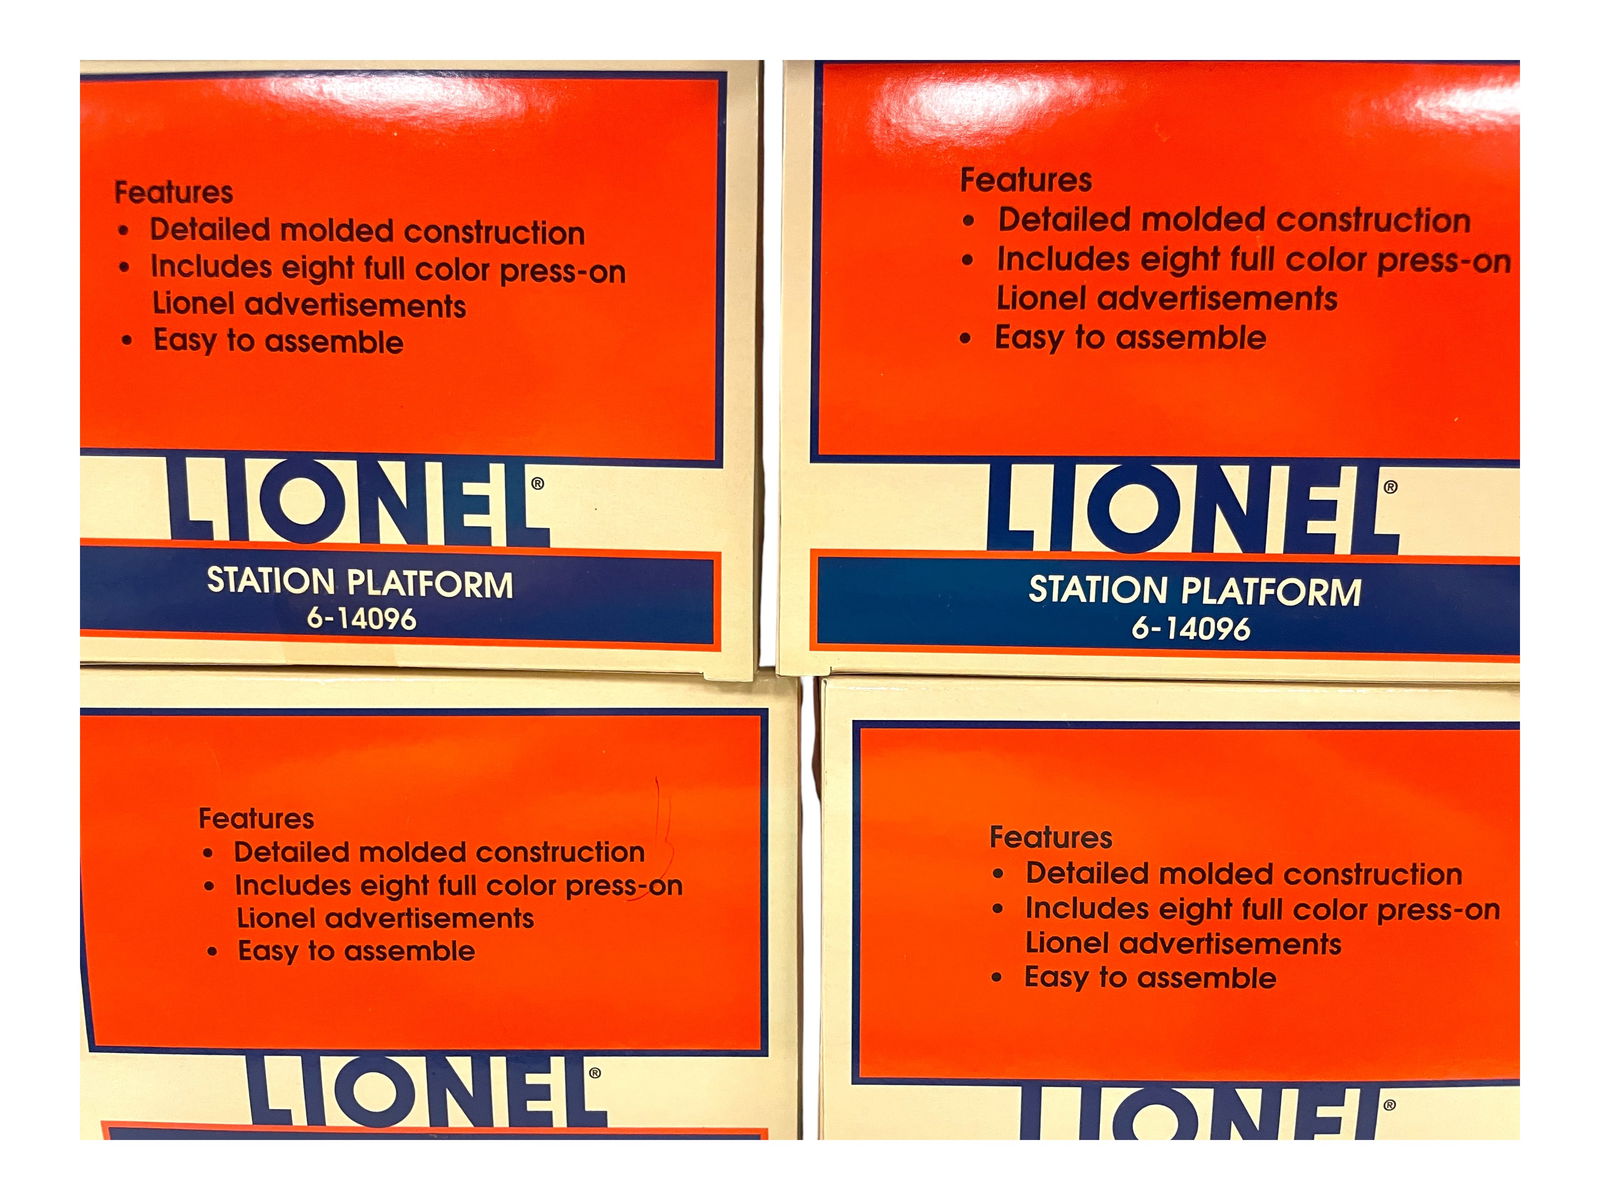 Features
• Detailed molded construction
• Includes eight full color press-on
Lionel advertisements
• Easy to assemble
LIONEL®
STATION PLATFORM
6-14096
Features
• Detailed molded construction
• Includes eight full color press-on
Lionel advertisements
• Easy to assemble
LIONEL®
STATION PLATFORM
6-14096
Features
• Detailed molded construction
• Includes eight full color press-on
Lionel advertisements
• Easy to assemble
LIONEL®
Features
• Detailed molded construction
• Includes eight full color press-on
Lionel advertisements
• Easy to assemble
LIONEL®